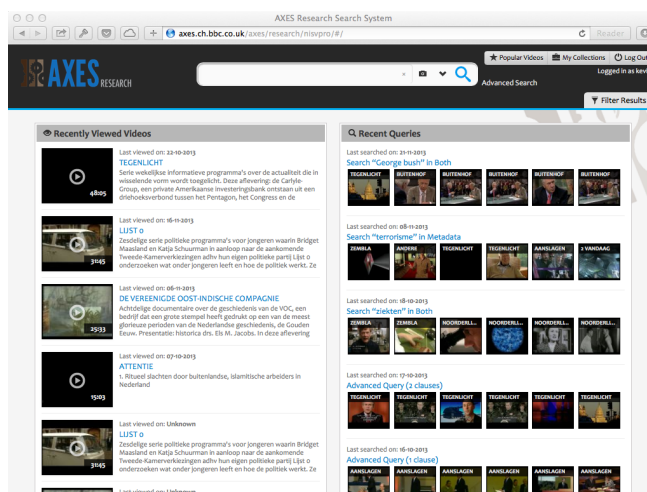 AXES Research Search System
axes.ch.bbc.co.uk/axes/research/nisvpro/#/
Reader
AXES RESEARCH
Popular Videos My Collections Log Out
Logged in as kev
Advanced Search
Filter Results
Recently Viewed Videos
Last viewed on: 22-10-2013
TEGENLICHT
Serie wekelijkse informatieve programma's over de actualiteit die in
wisselende vorm wordt toegelicht. Deze aflevering: de Carlyle-
Group, een private Amerikaanse investeringsbank ontstaan uit een
driehoeksverbond tussen het Pentagon, het Congress en de
48:05
Last viewed on: 16-11-2013
LIJST 0
Zesdelige serie politieke programma's voor jongeren waarin Bridget
Maasland en Katja Schuurman in aanloop naar de aankomende
Tweede-Kamerverkiezingen adhv hun eigen politieke partij Lijst 0
onderzoeken wat onder jongeren leeft en hoe de politiek werkt. Ze
31:45
Last viewed on: 06-11-2013
DE VEREENIGDE OOST-INDISCHE COMPAGNIE
Achtdelige documentaire over de geschiedenis van de VOC, een
bedrijf dat een grote stempel heeft gedrukt op een van de meest
glorieuze perioden van de Nederlandse geschiedenis, de Gouden
Eeuw. Presentatie: historica drs. Els M. Jacobs. In deze aflevering
25:33
Last viewed on: 07-10-2013
ATTENTIE
1. Ritueel slachten door buitenlandse, islamitische arbeiders in
Nederland
15:03
Last viewed on: Unknown
LIJST 0
Zesdelige serie politieke programma's voor jongeren waarin Bridget
Maasland en Katja Schuurman in aanloop naar de aankomende
Tweede-Kamerverkiezingen adhv hun eigen politieke partij Lijst 0
onderzoeken wat onder jongeren leeft en hoe de politiek werkt. Ze
31:45
Last viewed on: Unknown
Recent Queries
Last searched on: 21-11-2013
Search "George bush" in Both
TEGENLICHT BUITENHOF BUITENHOF BUITENHOF BUITENHOF BUITENHOF
Last searched on: 08-11-2013
Search "terrorisme" in Metadata
ZEMBLA ANDERE TEGENLICHT TEGENLICHT AANSLAGEN 2 VANDAAG
Last searched on: 18-10-2013
Search "ziekten" in Both
ZEMBLA ZEMBLA NOORDERLI... NOORDERLI... NOORDERLI... NOORDERLI...
Last searched on: 17-10-2013
Advanced Query (2 clauses)
TEGENLICHT TEGENLICHT TEGENLICHT TEGENLICHT TEGENLICHT TEGENLICHT
Last searched on: 16-10-2013
Advanced Query (1 clause)
AANSLAGEN AANSLAGEN AANSLAGEN AANSLAGEN AANSLAGEN AANSLAGEN